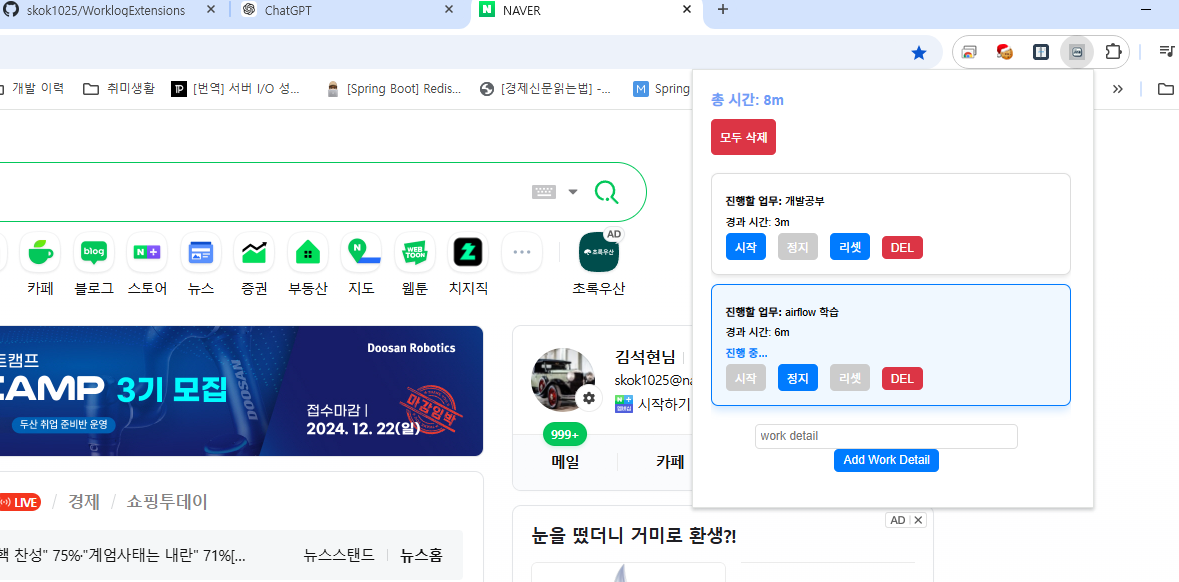 skok1025/WorklogExtensions
ChatGPT
NAVER
개발 이력
취미생활
[번역] 서버 I/O 성...
[Spring Boot] Redis...
[경제신문읽는법] -...
Spring
총 시간: 8m
모두 삭제
진행할 업무: 개발공부
경과 시간: 3m
시작 정지 리셋 DEL
진행할 업무: airflow 학습
경과 시간: 6m
진행 중...
시작 정지 리셋 DEL
work detail
Add Work Detail
AD
blog
N+
N
WEB TOON
초록우산
카페 블로그 스토어 뉴스 증권 부동산 지도 웹툰 치지직 초록우산
트캠프
CAMP 3기 모집
두산 취업 준비반 운영
Doosan Robotics
DOOSAN
접수마감 |
2024. 12. 22(일)
마감임박
김석현님
skok1025@na
N+ 멤버십 시작하기
999+
메일 카페
LIVE / 경제 / 쇼핑투데이
핵 찬성" 75%·"계엄사태는 내란" 71%[...
뉴스스탠드 뉴스홈
AD
눈을 떴더니 거미로 환생?!